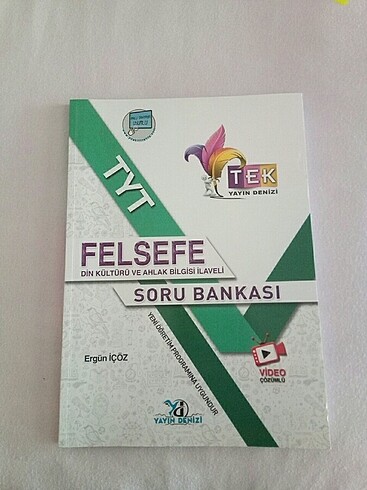 TYT
TEK
YAYIN DENİZİ
FELSEFE
DİN KÜLTÜRÜ VE AHLAK BİLGİSİ İLAVELİ
SORU BANKASI
YENİ ÖĞRETİM PROGRAMINA UYGUNDUR
Ergün İÇÖZ
VİDEO
ÇÖZÜMLÜ
YAYIN DENİZİ